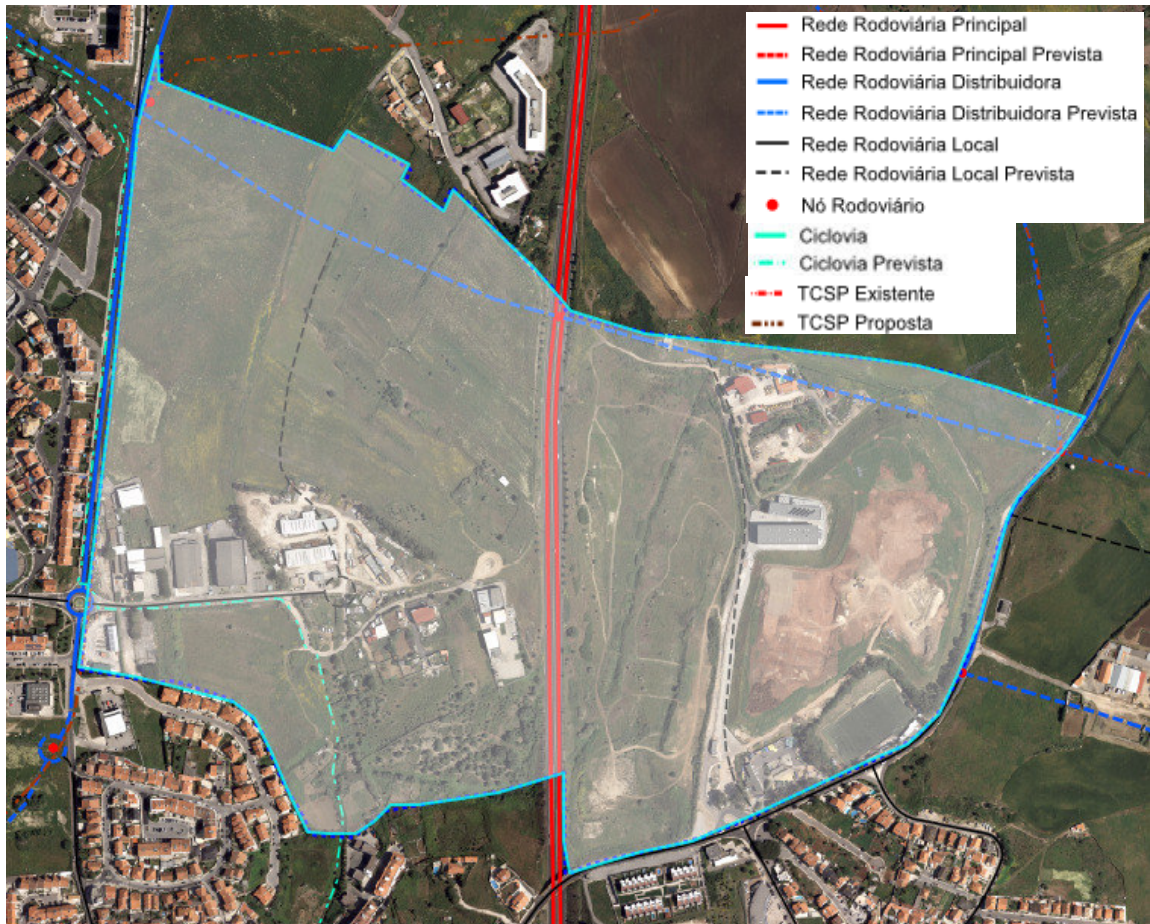 Rede Rodoviária Principal
Rede Rodoviária Principal Prevista
Rede Rodoviária Distribuidora
Rede Rodoviária Distribuidora Prevista
Rede Rodoviária Local
Rede Rodoviária Local Prevista
Nó Rodoviário
Ciclovia
Ciclovia Prevista
TCSP Existente
TCSP Proposta